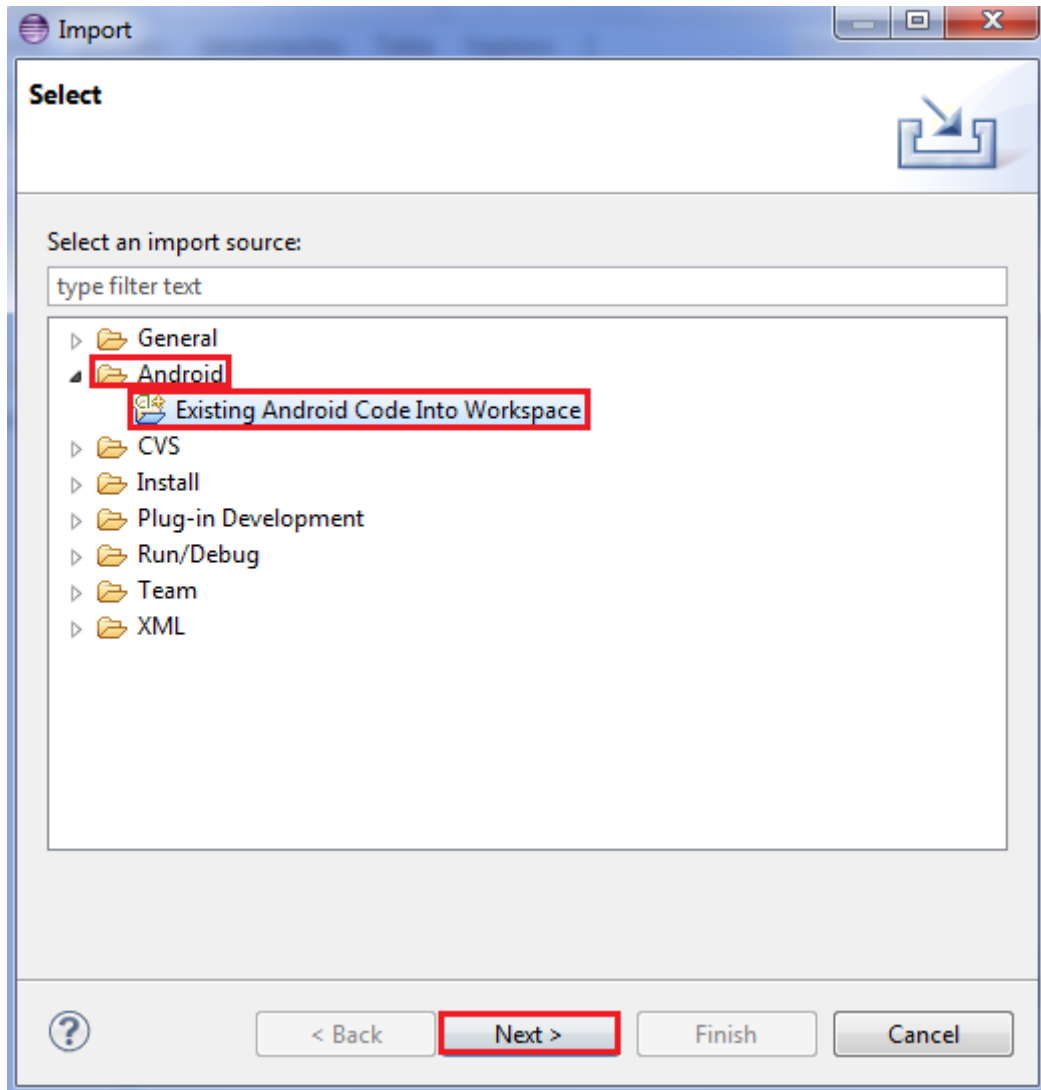 Import
Select
Select an import source:
type filter text
General
Android
Existing Android Code Into Workspace
CVS
Install
Plug-in Development
Run/Debug
Team
XML
? < Back Next > Finish Cancel